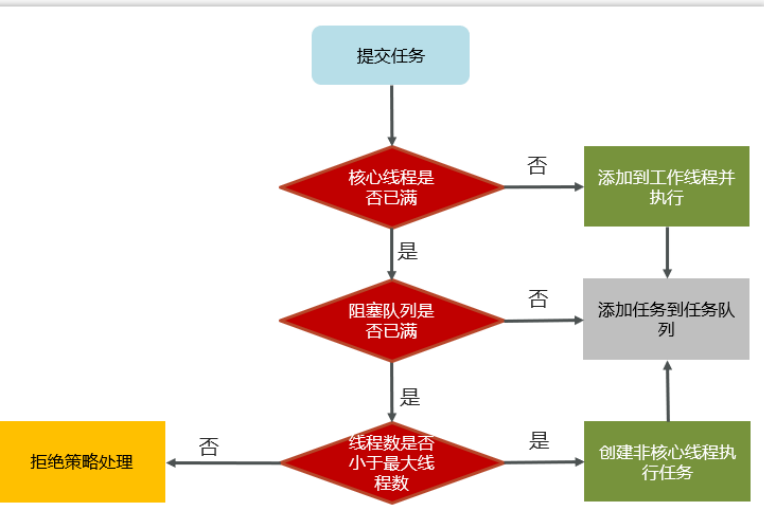 提交任务
核心线程是
否已满
否
添加到工作线程并
执行
是
阻塞队列是
否已满
否
添加任务到任务队
列
是
拒绝策略处理
否
线程数是否
小于最大线
程数
是
创建非核心线程执
行任务